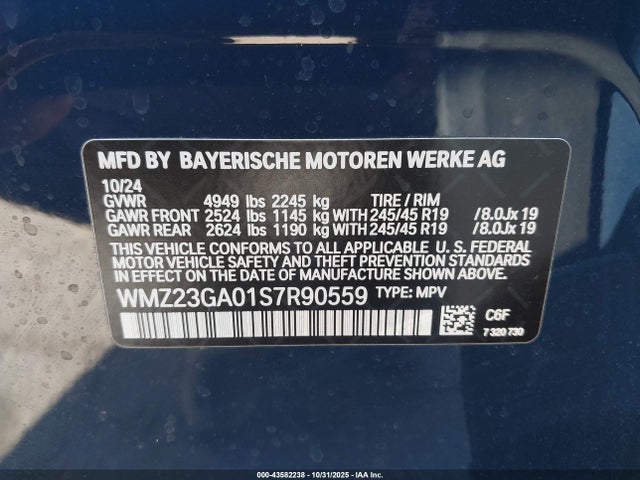 MFD BY BAYERISCHE MOTOREN WERKE AG
10/24
GVWR 4949 lbs 2245 kg TIRE / RIM
GAWR FRONT 2524 lbs 1145 kg WITH 245/45 R19 /8.0Jx19
GAWR REAR 2624 lbs 1190 kg WITH 245/45 R19 /8.0Jx19
THIS VEHICLE CONFORMS TO ALL APPLICABLE U. S. FEDERAL
MOTOR VEHICLE SAFETY, BUMPER, AND THEFT PREVENTION STANDARDS
IN EFFECT ON THE DATE OF MANUFACTURE SHOWN ABOVE.
WMZ23GA01S7R90559 TYPE: MPV
C6F
7 320 730
000-43582238 - 10/31/2025 - IAA Inc.